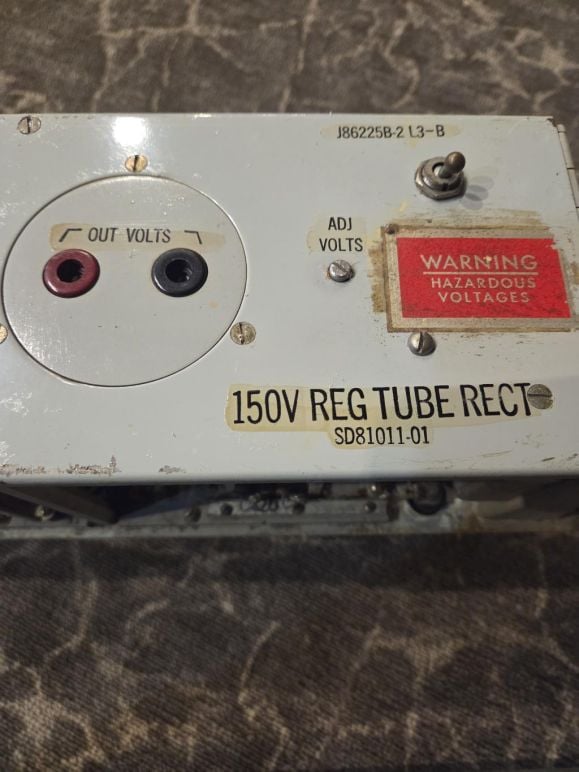 J86225B-2 L3-B
OUT VOLTS
ADJ
VOLTS
WARNING
HAZARDOUS
VOLTAGES
150V REG TUBE RECT
SD81011-01